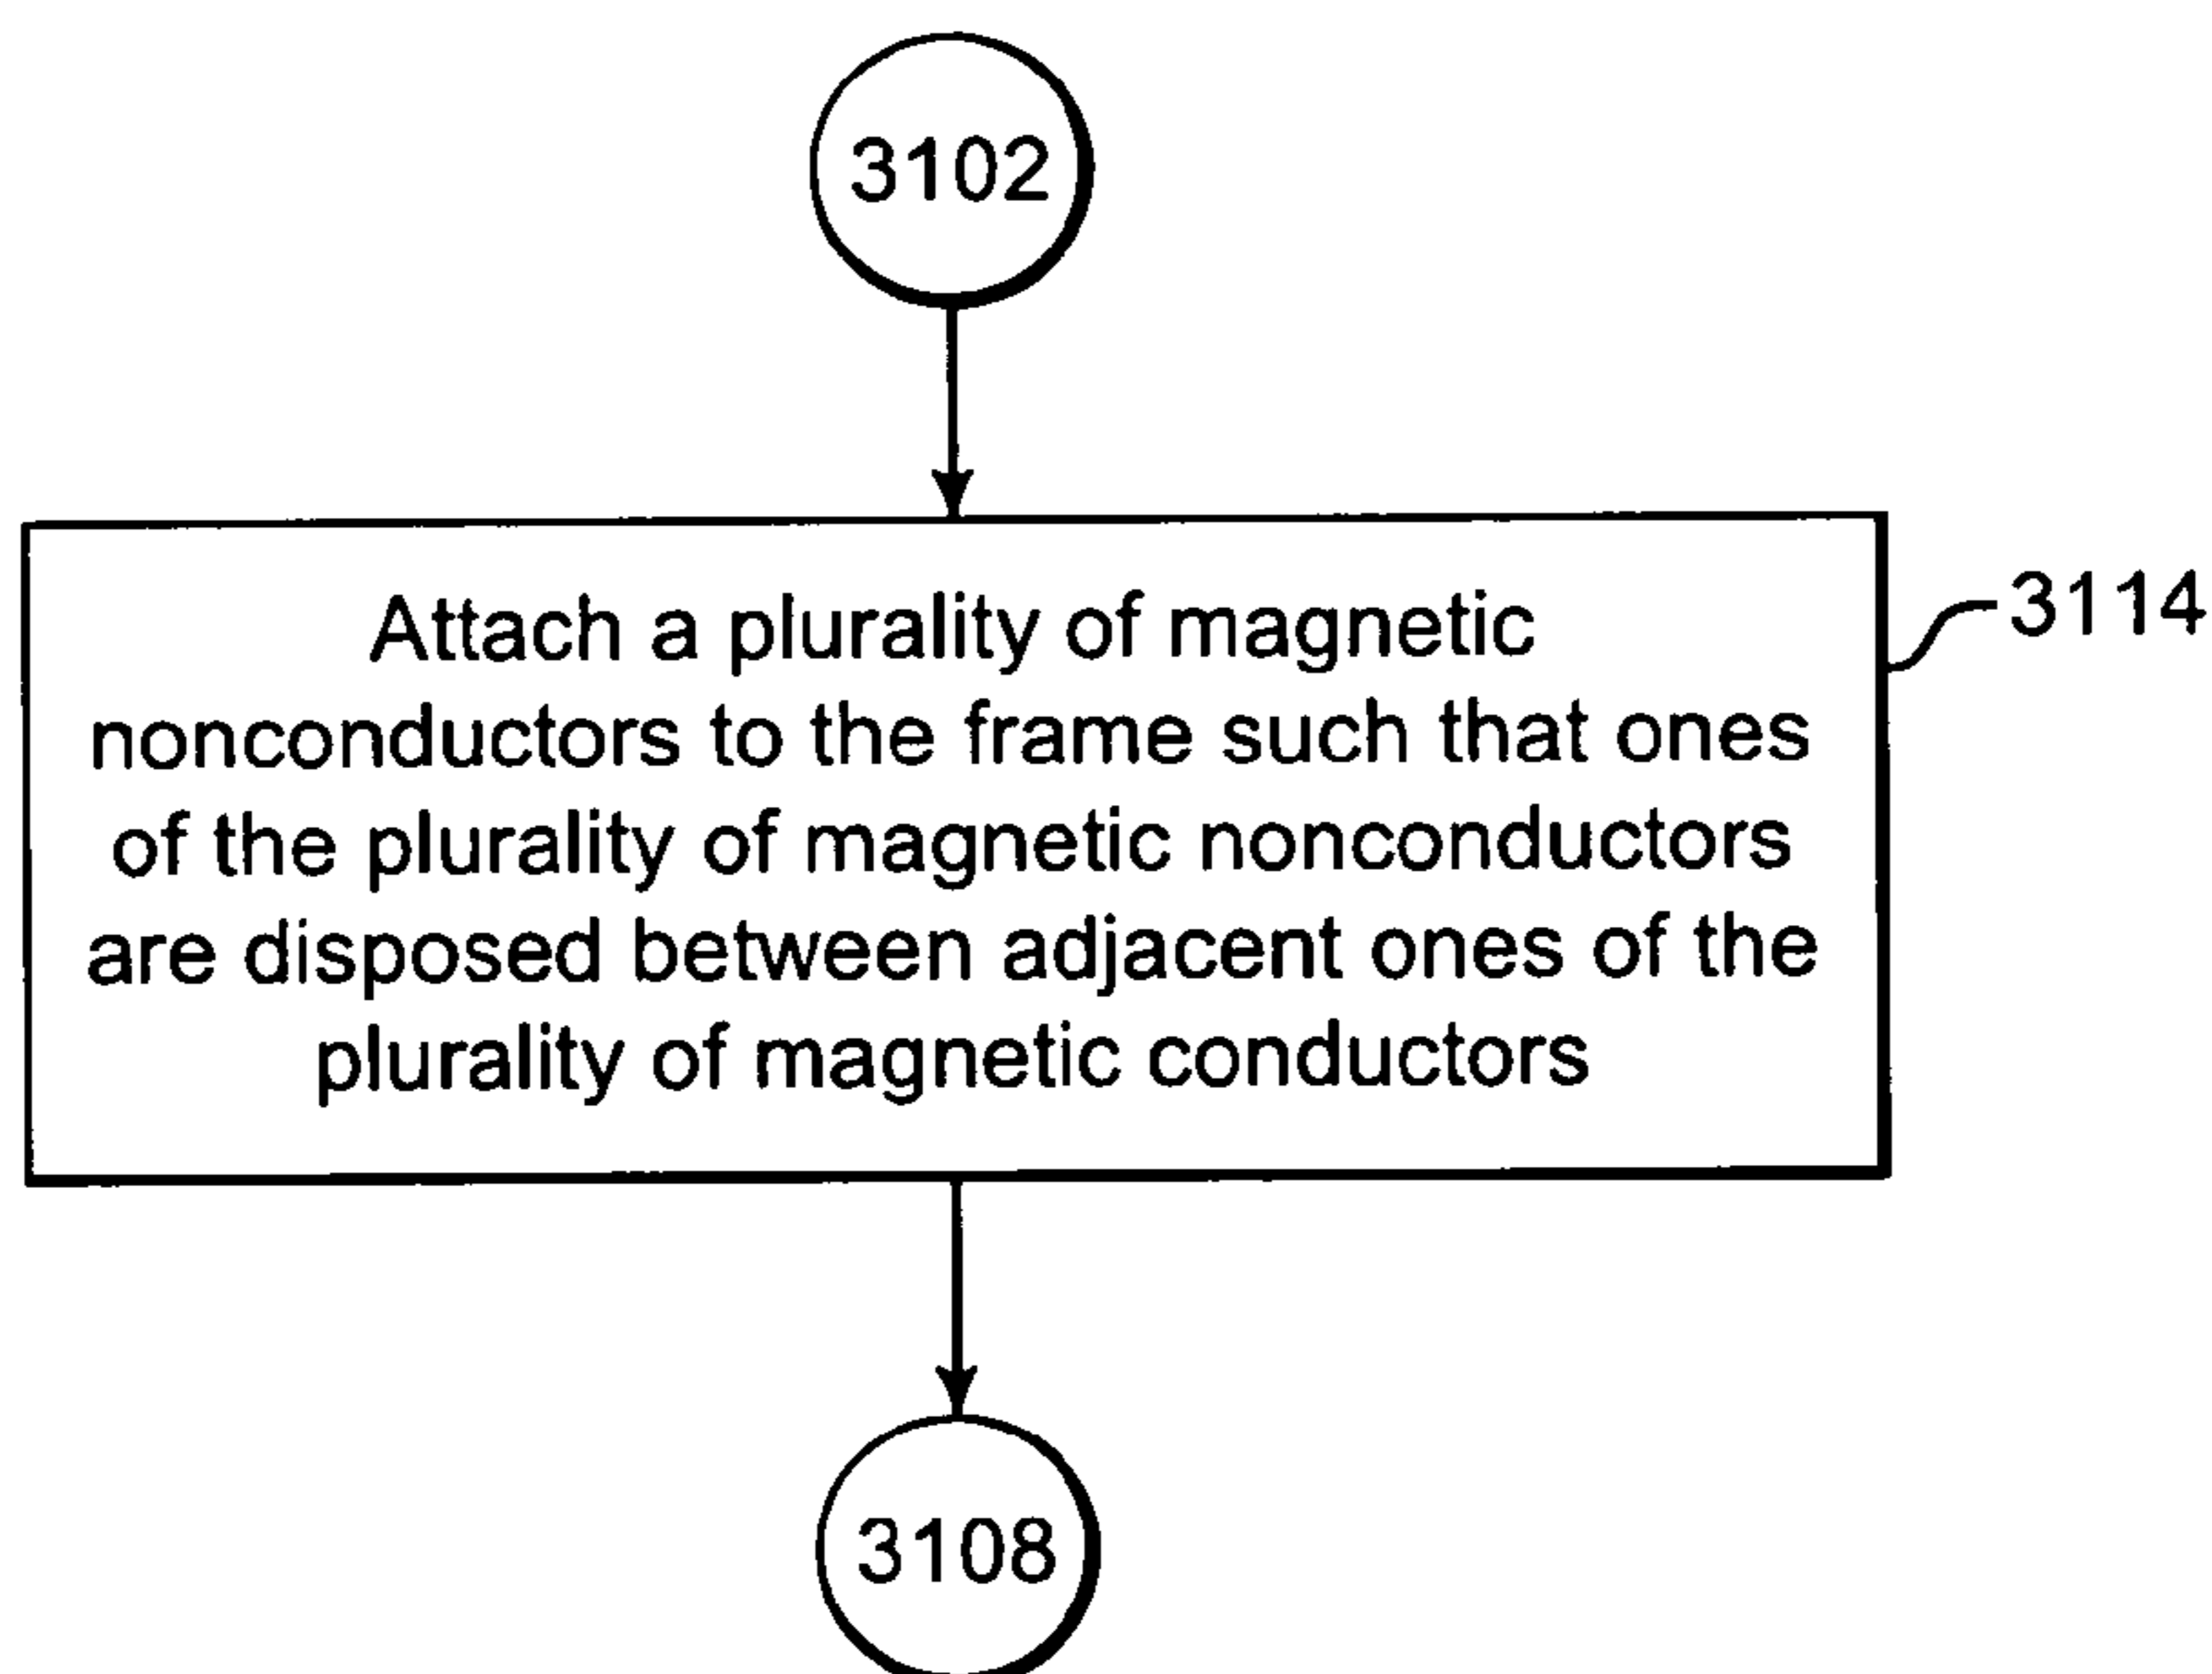 3102
3114
Attach a plurality of magnetic
nonconductors to the frame such that ones
of the plurality of magnetic nonconductors
are disposed between adjacent ones of the
plurality of magnetic conductors
3108